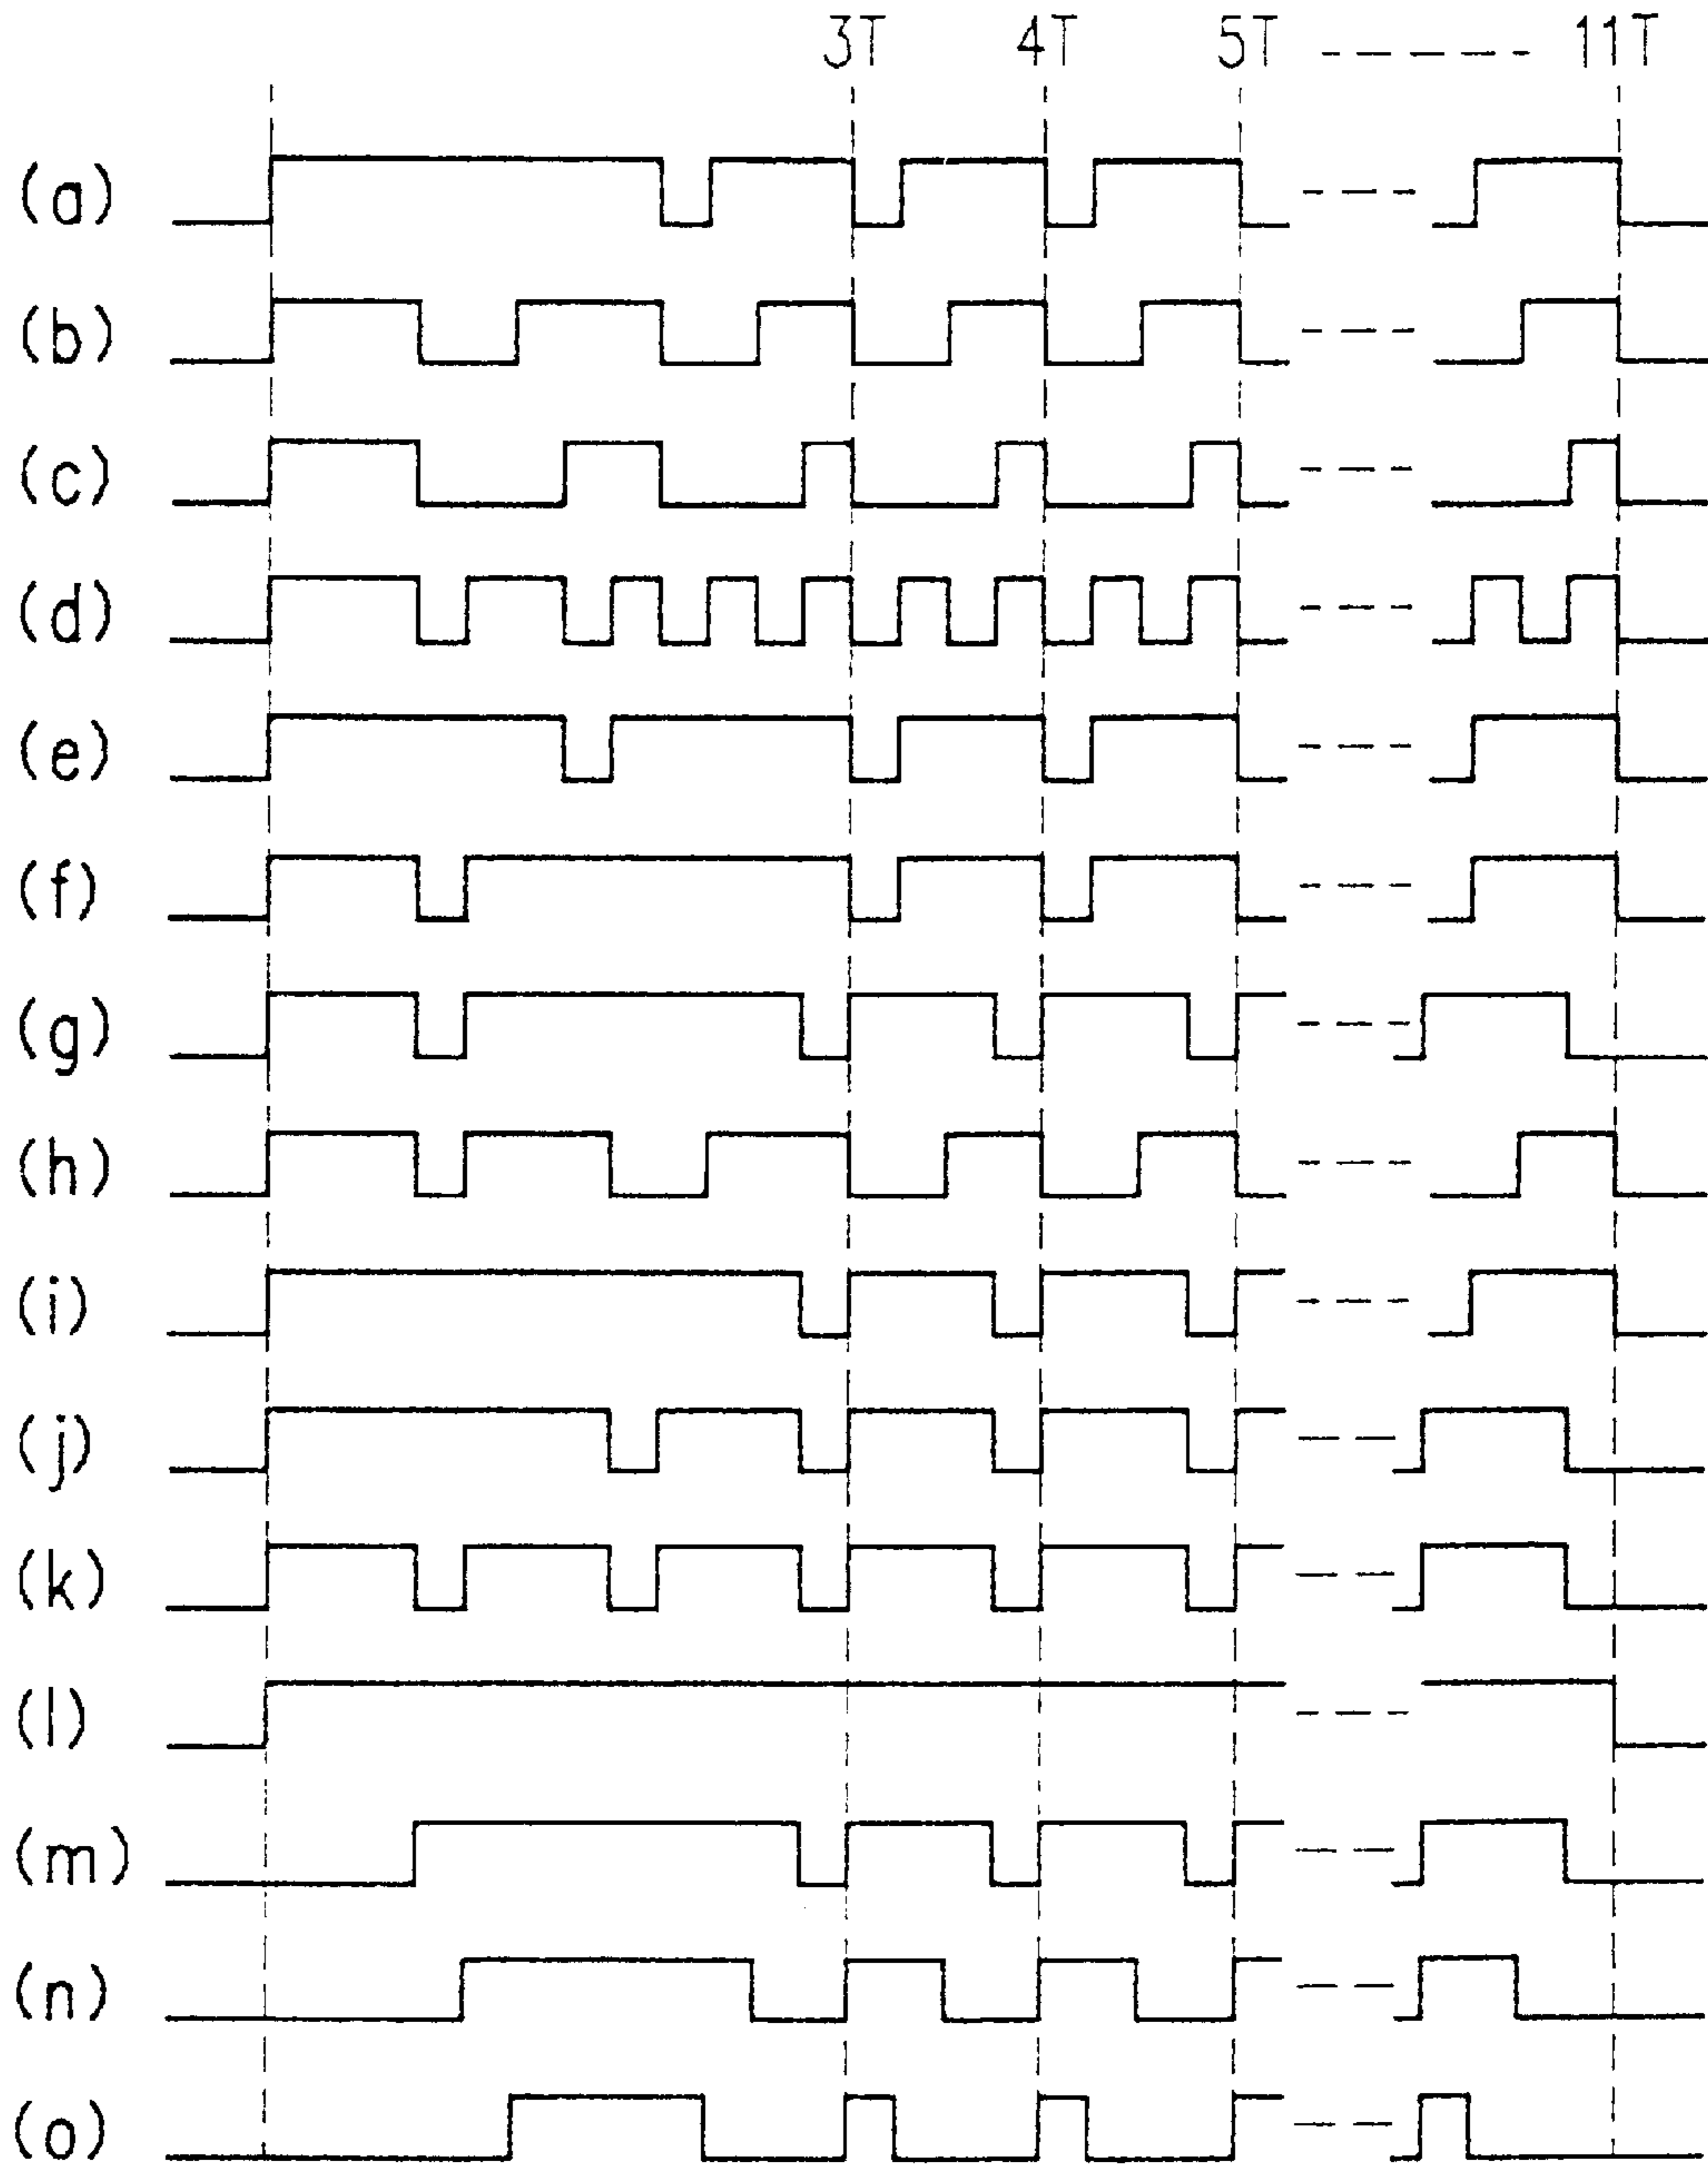 3T 4T 5T ------ 11T
(a)
(b)
(c)
(d)
(e)
(f)
(g)
(h)
(i)
(j)
(k)
(l)
(m)
(n)
(o)